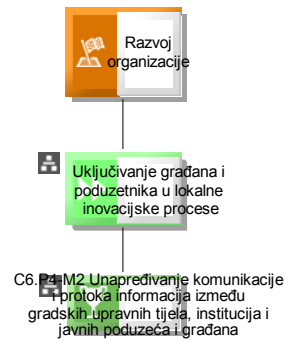 Razvoj
organizacije
Uključivanje građana i
poduzetnika u lokalne
inovacijske procese
C6.P4-M2 Unapređivanje komunikacije
i protoka informacija između
gradskih upravnih tijela, institucija i
javnih poduzeća i građana